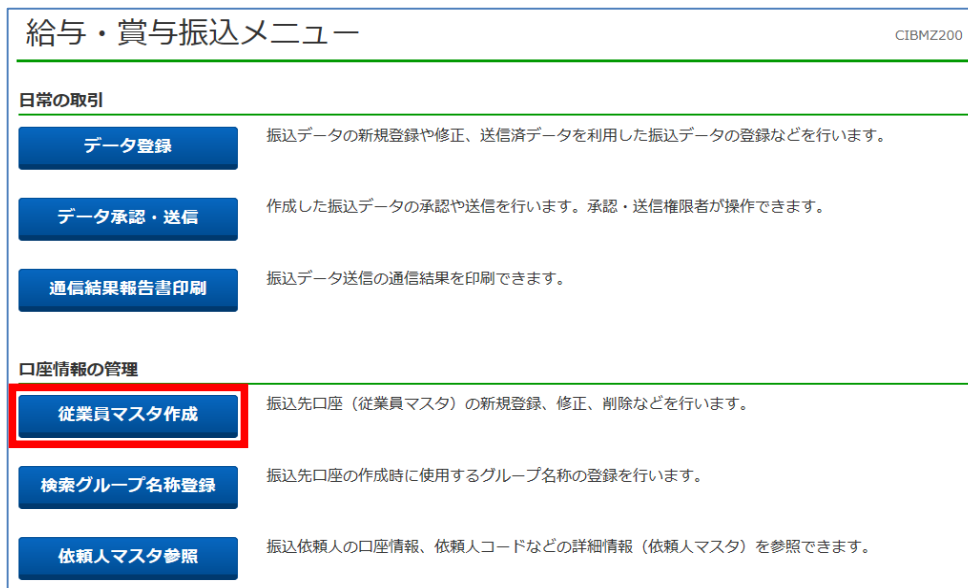 給与・賞与振込メニュー
CIBMZ200
日常の取引
データ登録
振込データの新規登録や修正、送信済データを利用した振込データの登録などを行います。
データ承認・送信
作成した振込データの承認や送信を行います。承認・送信権限者が操作できます。
通信結果報告書印刷
振込データ送信の通信結果を印刷できます。
口座情報の管理
従業員マスタ作成
振込先口座（従業員マスタ）の新規登録、修正、削除などを行います。
検索グループ名称登録
振込先口座の作成時に使用するグループ名称の登録を行います。
依頼人マスタ参照
振込依頼人の口座情報、依頼人コードなどの詳細情報（依頼人マスタ）を参照できます。